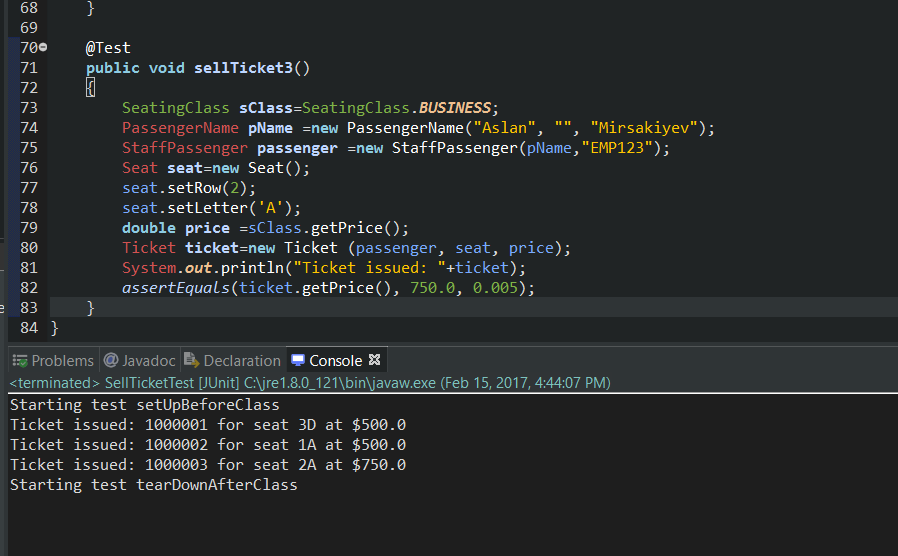 68 }
69
70 @Test
71 public void sellTicket3()
72 {
73 SeatingClass sClass=SeatingClass.BUSINESS;
74 PassengerName pName =new PassengerName("Aslan", "", "Mirsakiyev");
75 StaffPassenger passenger =new StaffPassenger(pName,"EMP123");
76 Seat seat=new Seat();
77 seat.setRow(2);
78 seat.setLetter('A');
79 double price =sClass.getPrice();
80 Ticket ticket=new Ticket (passenger, seat, price);
81 System.out.println("Ticket issued: "+ticket);
82 assertEquals(ticket.getPrice(), 750.0, 0.005);
83 }
84 }
Problems @ Javadoc Declaration Console
<terminated> SellTicketTest [JUnit] C:\jre1.8.0_121\bin\javaw.exe (Feb 15, 2017, 4:44:07 PM)
Starting test setUpBeforeClass
Ticket issued: 1000001 for seat 3D at $500.0
Ticket issued: 1000002 for seat 1A at $500.0
Ticket issued: 1000003 for seat 2A at $750.0
Starting test tearDownAfterClass